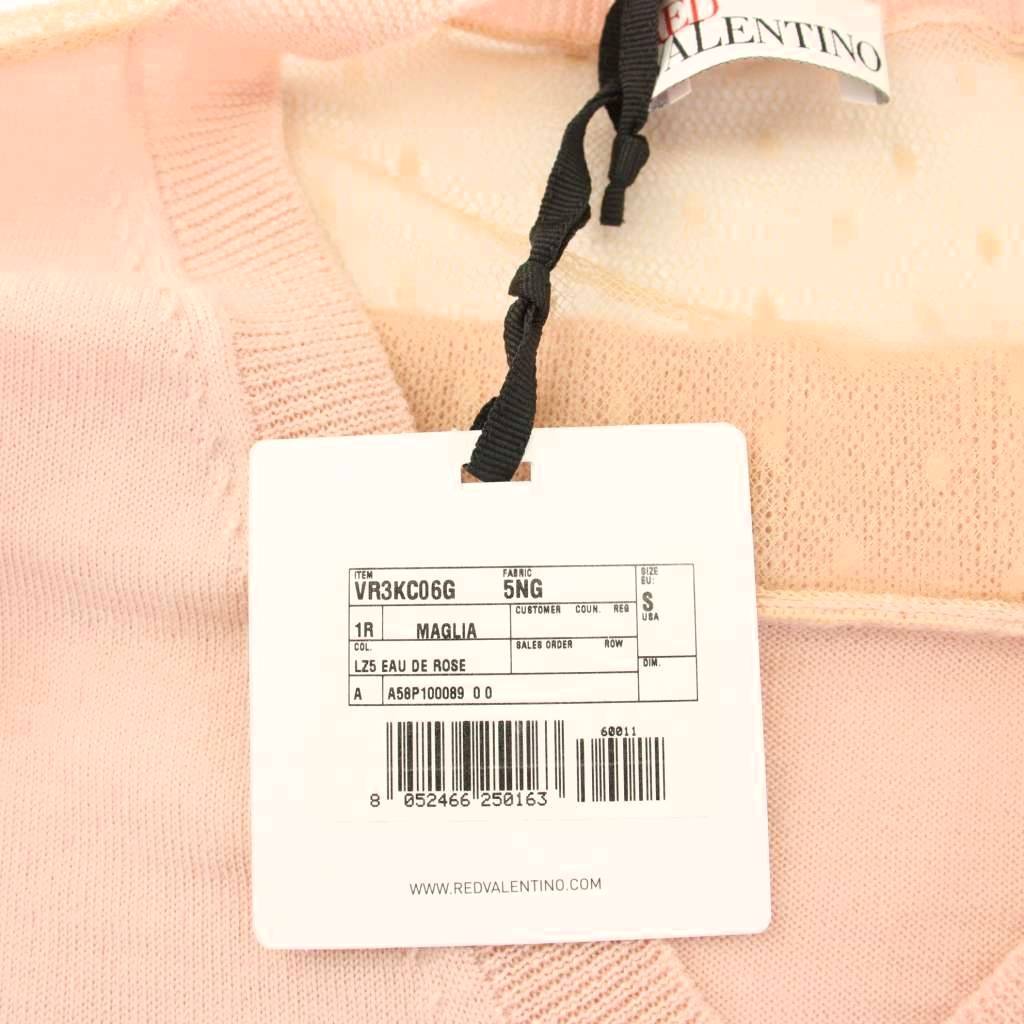 RED
VALENTINO
ITEM FABRIC SIZE
VR3KC06G 5NG EU:
CUSTOMER COUN. REG S
1R MAGLIA USA
COL. SALES ORDER ROW
LZ5 EAU DE ROSE DIM.
A A58P100089 0 0
60011
8 052466 250163
WWW.REDVALENTINO.COM